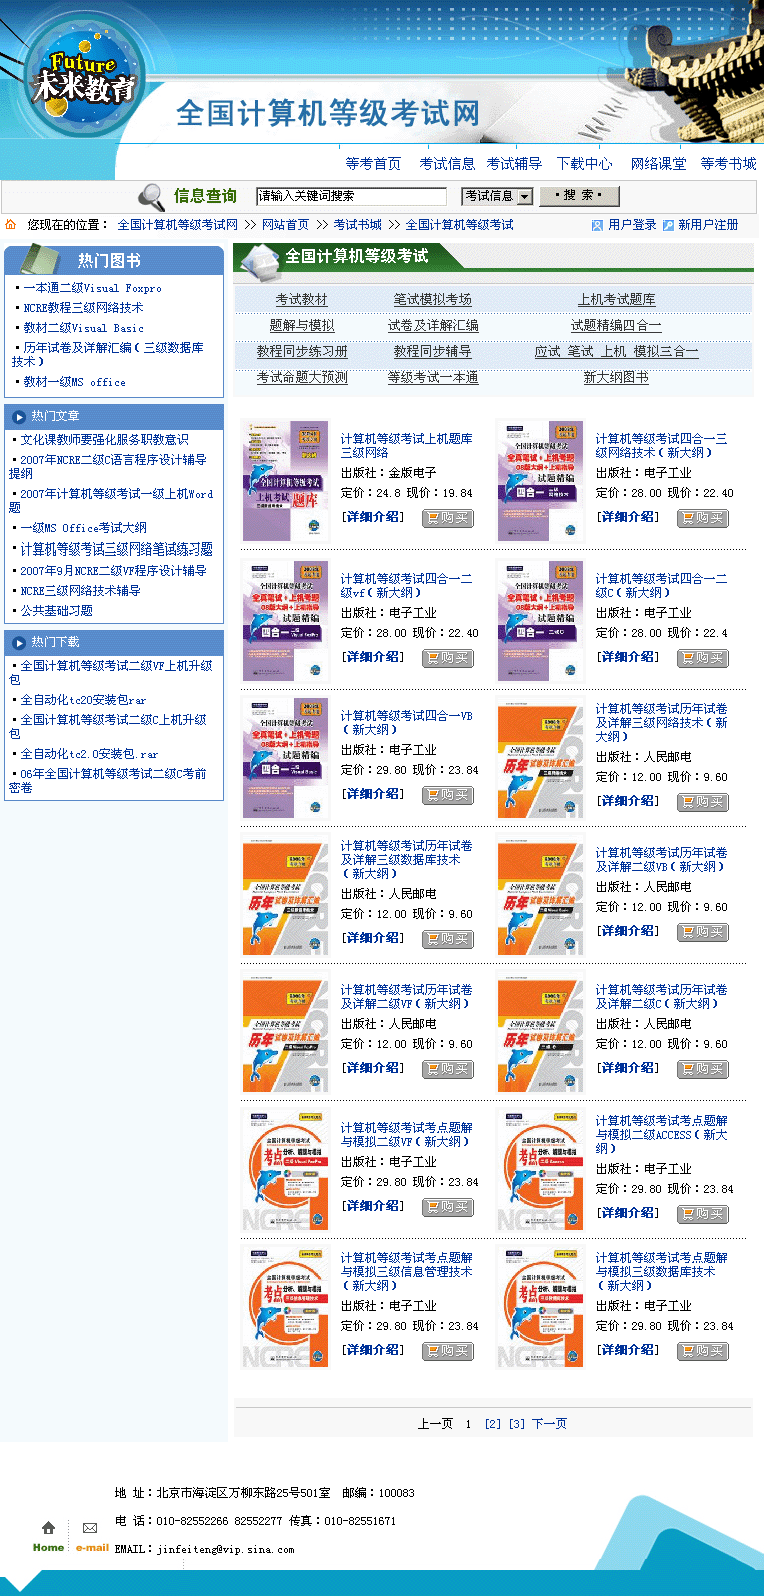 Future
未来教育
全国计算机等级考试网
等考首页 考试信息 考试辅导 下载中心 网络课堂 等考书城
信息查询 请输入关键词搜索 考试信息 ·搜 索·
您现在的位置: 全国计算机等级考试网 >> 网站首页 >> 考试书城 >> 全国计算机等级考试 用户登录 新用户注册
热门图书
·一本通二级Visual Foxpro
·NCRE教程三级网络技术
·教材二级Visual Basic
·历年试卷及详解汇编(三级数据库
技术)
·教材一级MS office
热门文章
·文化课教师要强化服务职教意识
·2007年NCRE二级C语言程序设计辅导
提纲
·2007年计算机等级考试一级上机Word
题
·一级MS Office考试大纲
·计算机等级考试三级网络笔试练习题
·2007年9月NCRE二级VF程序设计辅导
·NCRE三级网络技术辅导
·公共基础习题
热门下载
·全国计算机等级考试二级VF上机升级
包
·全自动化tc20安装包rar
·全国计算机等级考试二级C上机升级
包
·全自动化tc2.0安装包.rar
·06年全国计算机等级考试二级C考前
密卷
全国计算机等级考试
考试教材 笔试模拟考场 上机考试题库
题解与模拟 试卷及详解汇编 试题精编四合一
教程同步练习册 教程同步辅导 应试 笔试 上机 模拟三合一
考试命题大预测 等级考试一本通 新大纲图书
计算机等级考试上机题库
三级网络
出版社:金版电子
定价:24.8 现价:19.84
[详细介绍] 购买
计算机等级考试四合一三
级网络技术(新大纲)
出版社:电子工业
定价:28.00 现价:22.40
[详细介绍] 购买
计算机等级考试四合一二
级vf(新大纲)
出版社:电子工业
定价:28.00 现价:22.40
[详细介绍] 购买
计算机等级考试四合一二
级C(新大纲)
出版社:电子工业
定价:28.00 现价:22.4
[详细介绍] 购买
计算机等级考试四合一VB
(新大纲)
出版社:电子工业
定价:29.80 现价:23.84
[详细介绍] 购买
计算机等级考试历年试卷
及详解三级网络技术(新
大纲)
出版社:人民邮电
定价:12.00 现价:9.60
[详细介绍] 购买
计算机等级考试历年试卷
及详解三级数据库技术
(新大纲)
出版社:人民邮电
定价:12.00 现价:9.60
[详细介绍] 购买
计算机等级考试历年试卷
及详解二级VB(新大纲)
出版社:人民邮电
定价:12.00 现价:9.60
[详细介绍] 购买
计算机等级考试历年试卷
及详解二级VF(新大纲)
出版社:人民邮电
定价:12.00 现价:9.60
[详细介绍] 购买
计算机等级考试历年试卷
及详解二级C(新大纲)
出版社:人民邮电
定价:12.00 现价:9.60
[详细介绍] 购买
计算机等级考试考点题解
与模拟二级VF(新大纲)
出版社:电子工业
定价:29.80 现价:23.84
[详细介绍] 购买
计算机等级考试考点题解
与模拟二级ACCESS(新大
纲)
出版社:电子工业
定价:29.80 现价:23.84
[详细介绍] 购买
计算机等级考试考点题解
与模拟三级信息管理技术
(新大纲)
出版社:电子工业
定价:29.80 现价:23.84
[详细介绍] 购买
计算机等级考试考点题解
与模拟三级数据库技术
(新大纲)
出版社:电子工业
定价:29.80 现价:23.84
[详细介绍] 购买
上一页 1 [2] [3] 下一页
地 址:北京市海淀区万柳东路25号501室 邮编:100083
电 话:010-82552266 82552277 传真:010-82551671
Home e-mail EMAIL:jinfeiteng@vip.sina.com